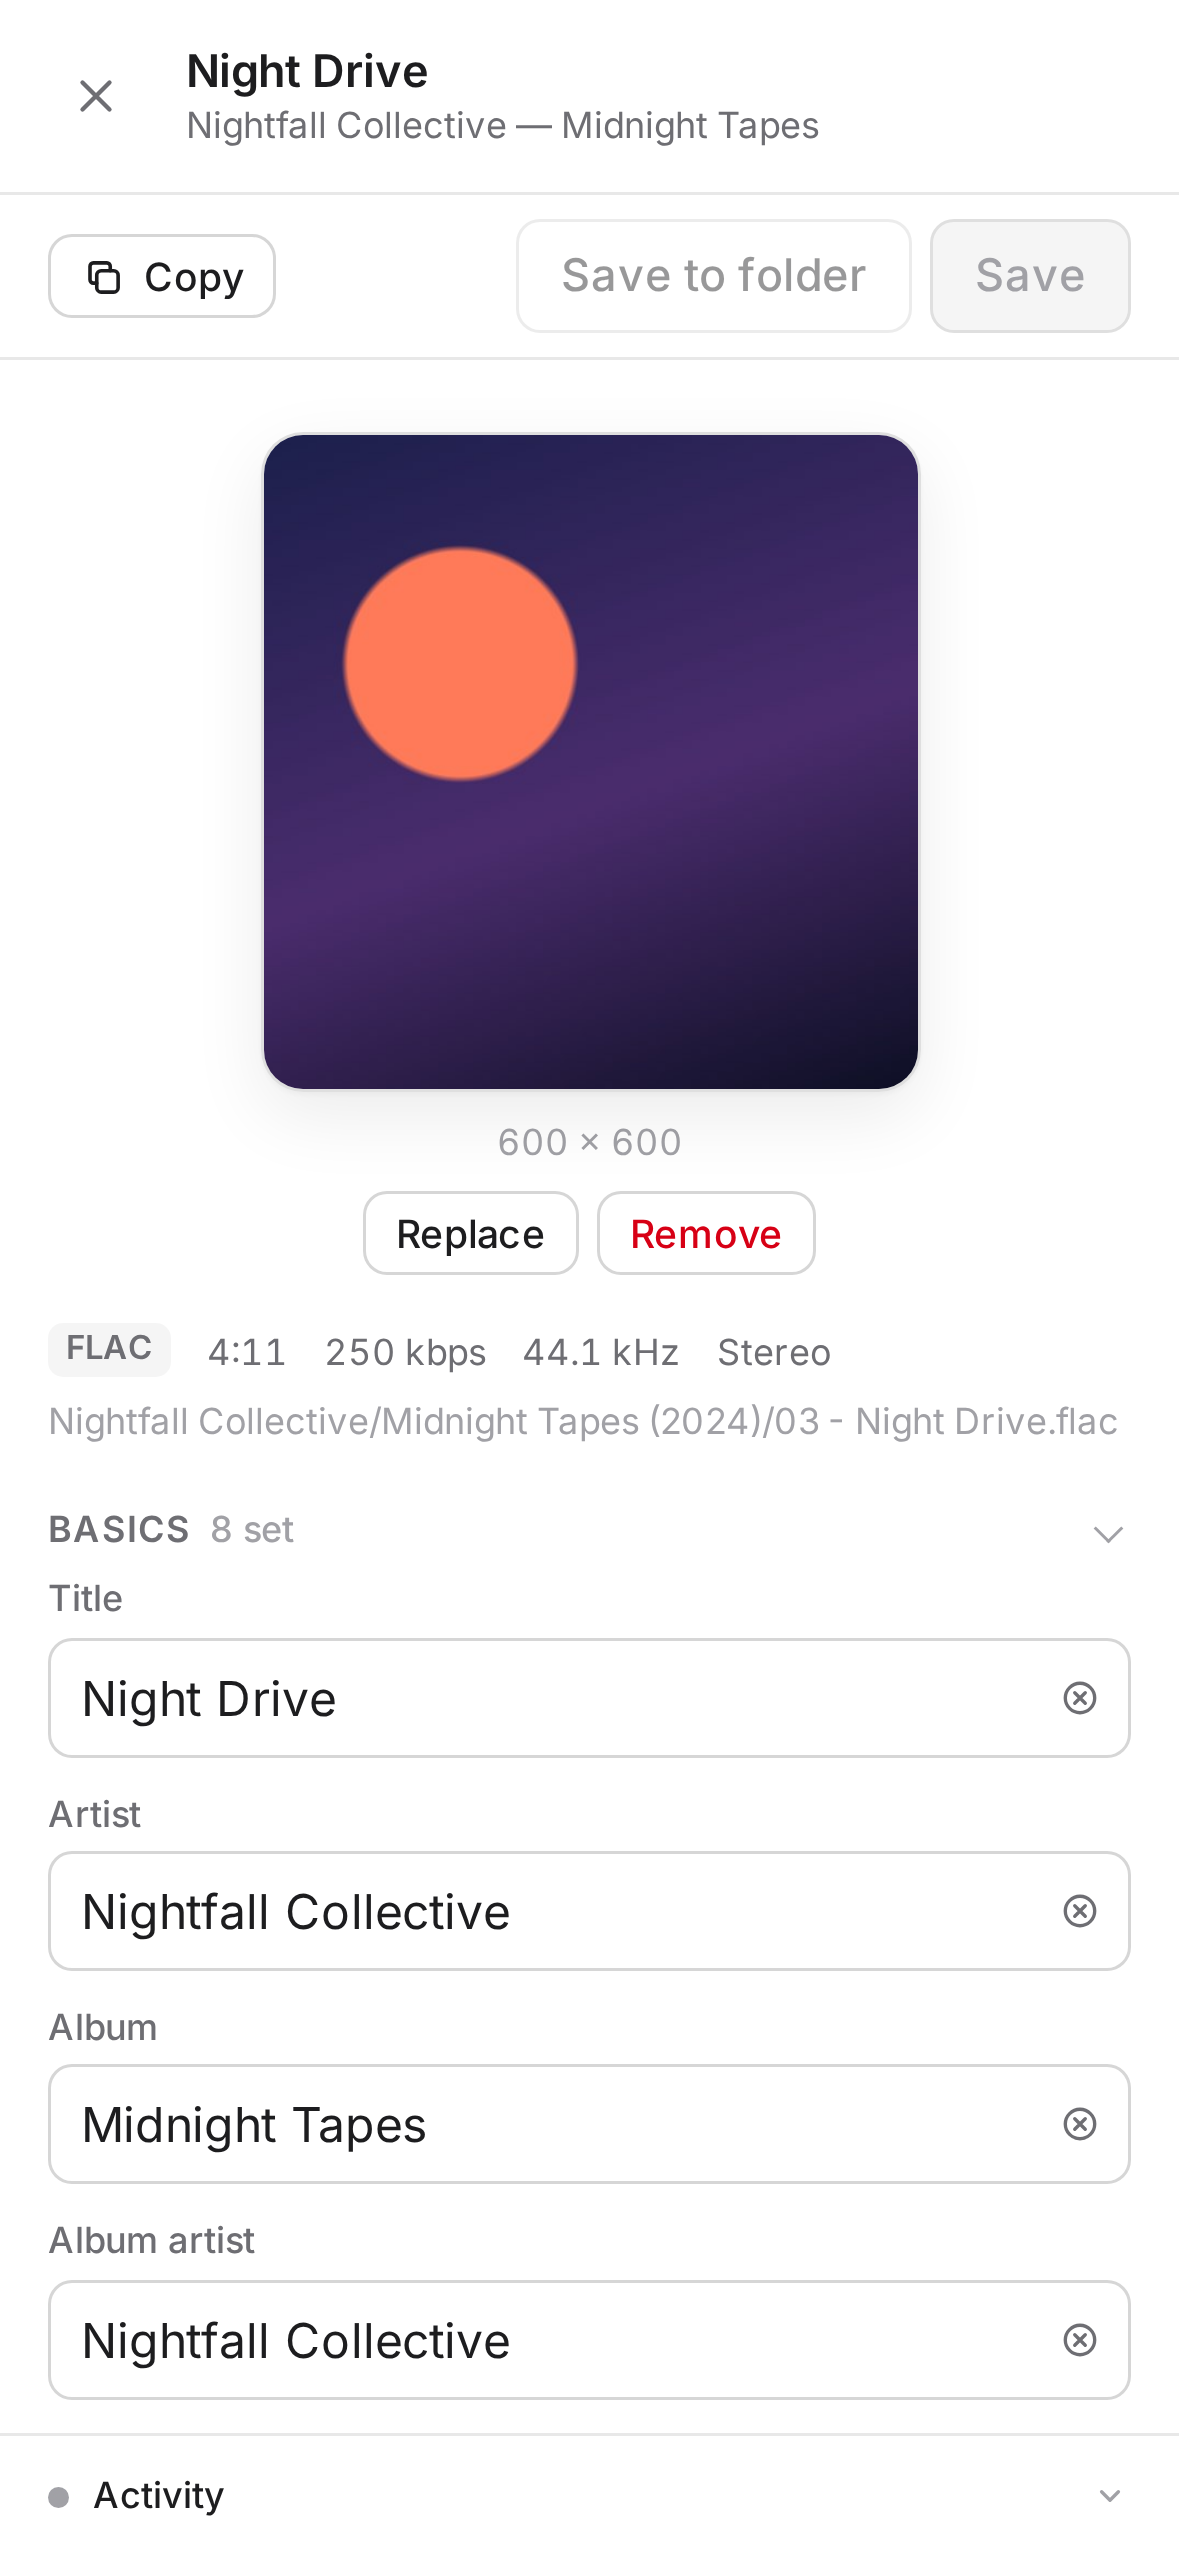 Night Drive
Nightfall Collective — Midnight Tapes
Copy
Save to folder
Save
600 × 600
Replace
Remove
FLAC 4:11 250 kbps 44.1 kHz Stereo
Nightfall Collective/Midnight Tapes (2024)/03 - Night Drive.flac
BASICS 8 set
Title
Night Drive
Artist
Nightfall Collective
Album
Midnight Tapes
Album artist
Nightfall Collective
Activity